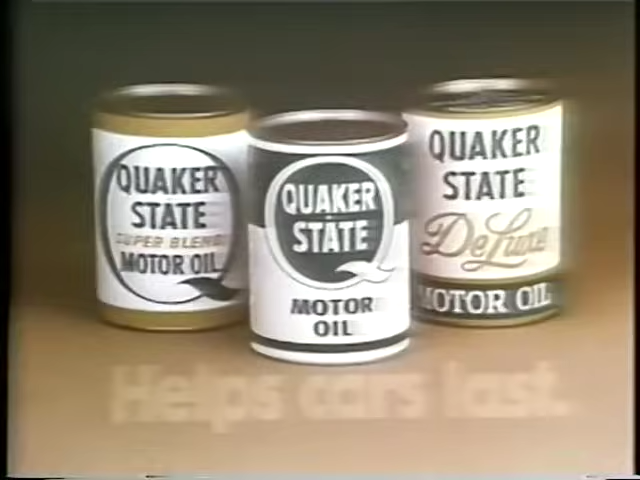 QUAKER
STATE
SUPER BLEND
MOTOR OIL
QUAKER
STATE
MOTOR
OIL
QUAKER
STATE
DeLuxe
MOTOR OIL
Helps cars last.